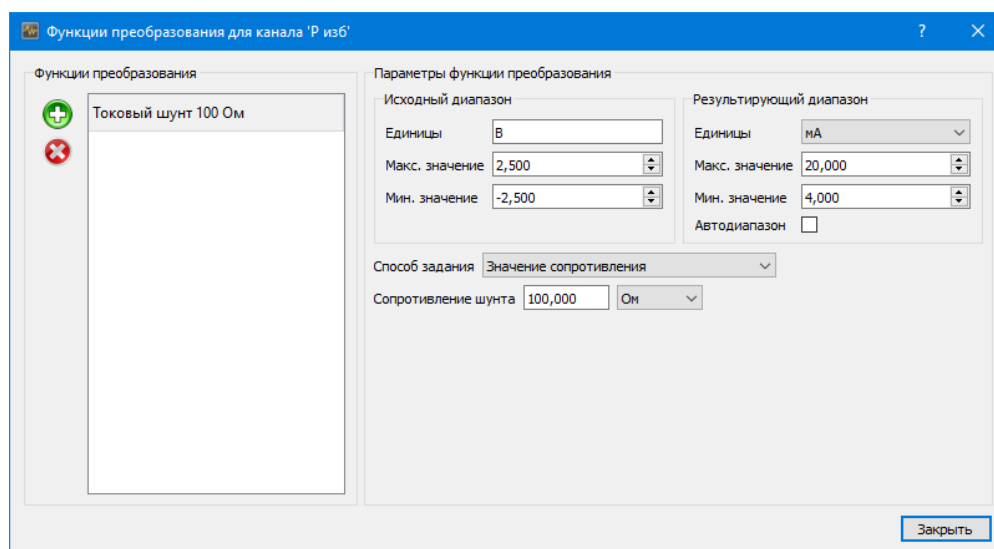 Функции преобразования для канала 'Р изб'
Функции преобразования
Токовый шунт 100 Ом
Параметры функции преобразования
Исходный диапазон
Единицы В
Макс. значение 2,500
Мин. значение -2,500
Результирующий диапазон
Единицы мА
Макс. значение 20,000
Мин. значение 4,000
Автодиапазон
Способ задания Значение сопротивления
Сопротивление шунта 100,000 Ом
Закрыть